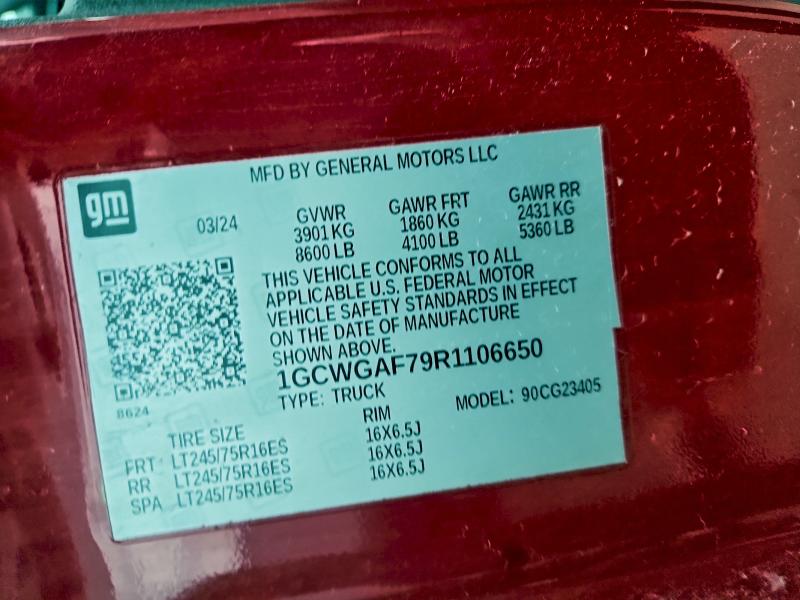 MFD BY GENERAL MOTORS LLC
gm
03/24
GVWR GAWR FRT GAWR RR
3901 KG 1860 KG 2431 KG
8600 LB 4100 LB 5360 LB
THIS VEHICLE CONFORMS TO ALL
APPLICABLE U.S. FEDERAL MOTOR
VEHICLE SAFETY STANDARDS IN EFFECT
ON THE DATE OF MANUFACTURE
SHOWN ABOVE.
1GCWGAF79R1106650
8624
TYPE: TRUCK MODEL: 90CG23405
TIRE SIZE RIM
FRT LT245/75R16ES 16X6.5J
RR LT245/75R16ES 16X6.5J
SPA LT245/75R16ES 16X6.5J